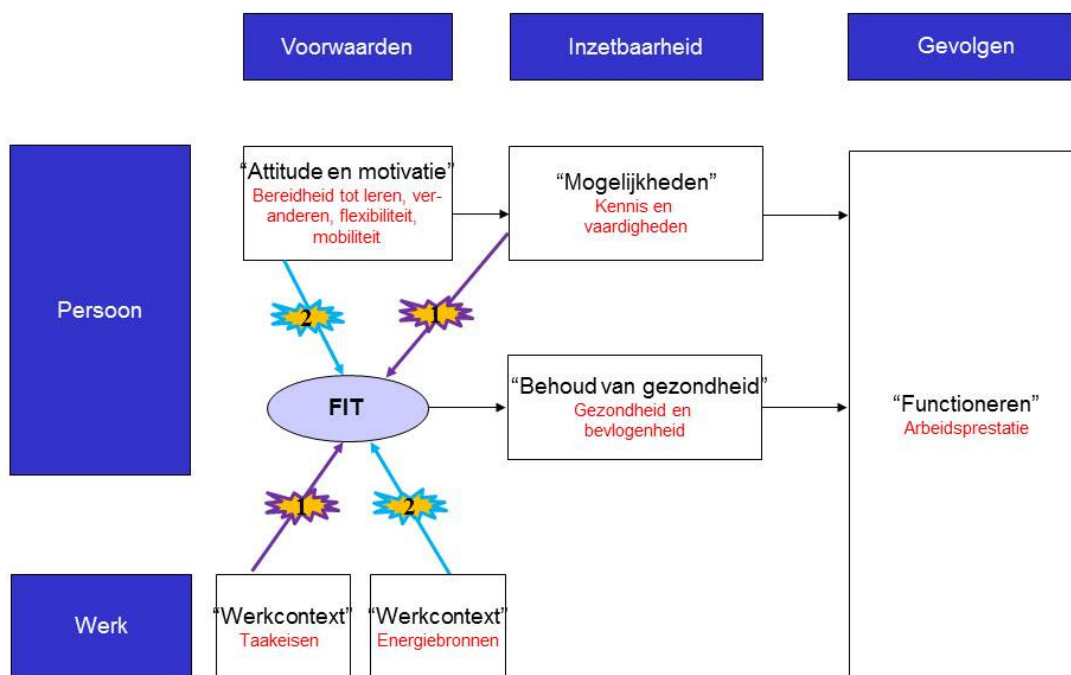 Voorwaarden
Inzetbaarheid
Gevolgen
Persoon
“Attitude en motivatie”
Bereidheid tot leren, ver-
anderen, flexibiliteit,
mobiliteit
“Mogelijkheden”
Kennis en
vaardigheden
2
1
FIT
“Behoud van gezondheid”
Gezondheid en
bevlogenheid
“Functioneren”
Arbeidsprestatie
1
2
Werk
“Werkcontext”
Taakeisen
“Werkcontext”
Energiebronnen